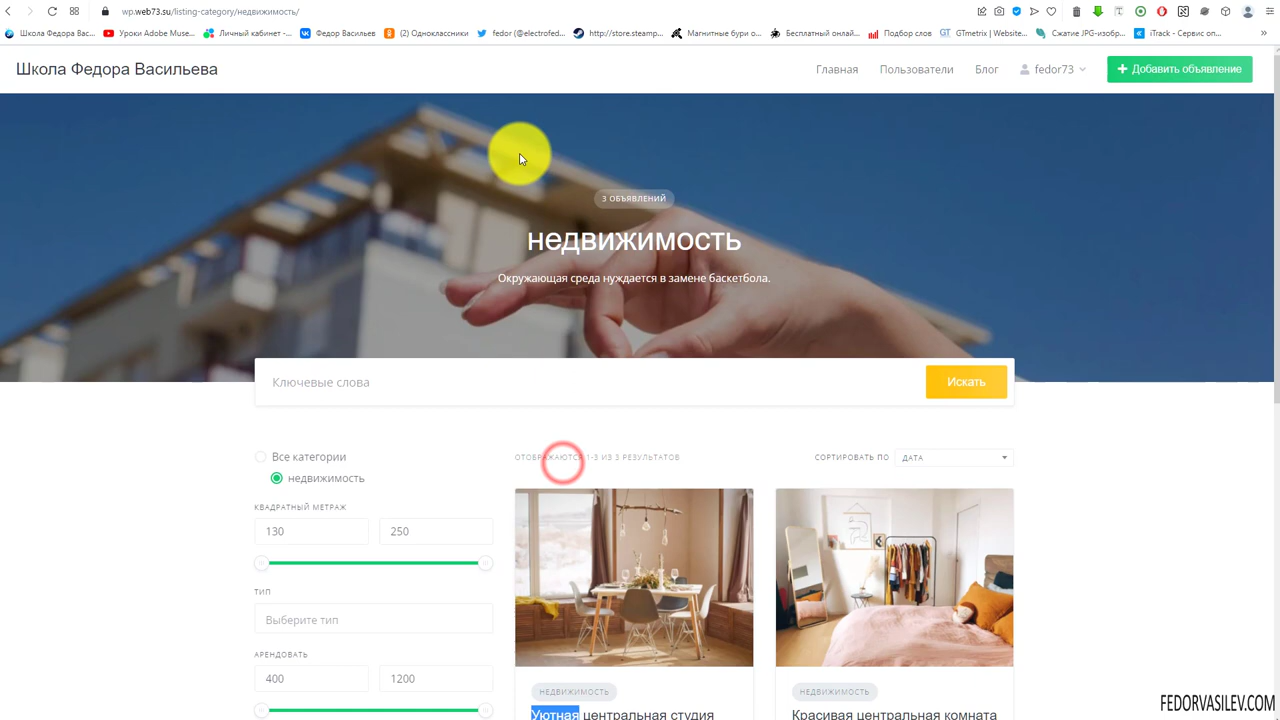 wp.web73.su/listing-category/недвижимость/
Школа Федора Вас...
Уроки Adobe Muse...
Личный кабинет -...
Федор Васильев
(2) Одноклассники
fedor (@electrofed...
http://store.steamp...
Магнитные бури о...
Бесплатный онлай...
Подбор слов
GTmetrix | Website...
Сжатие JPG-изобр...
iTrack - Сервис оп...
Школа Федора Васильева
Главная
Пользователи
Блог
fedor73
Добавить объявление
3 ОБЪЯВЛЕНИЙ
недвижимость
Окружающая среда нуждается в замене баскетбола.
Ключевые слова
Искать
Все категории
недвижимость
ОТОБРАЖАЮТСЯ 1-3 ИЗ 3 РЕЗУЛЬТАТОВ
СОРТИРОВАТЬ ПО
ДАТА
КВАДРАТНЫЙ МЕТРАЖ
130
250
ТИП
Выберите тип
АРЕНДОВАТЬ
400
1200
НЕДВИЖИМОСТЬ
Уютная центральная студия
НЕДВИЖИМОСТЬ
Красивая центральная комната
FEDORVASILEV.COM